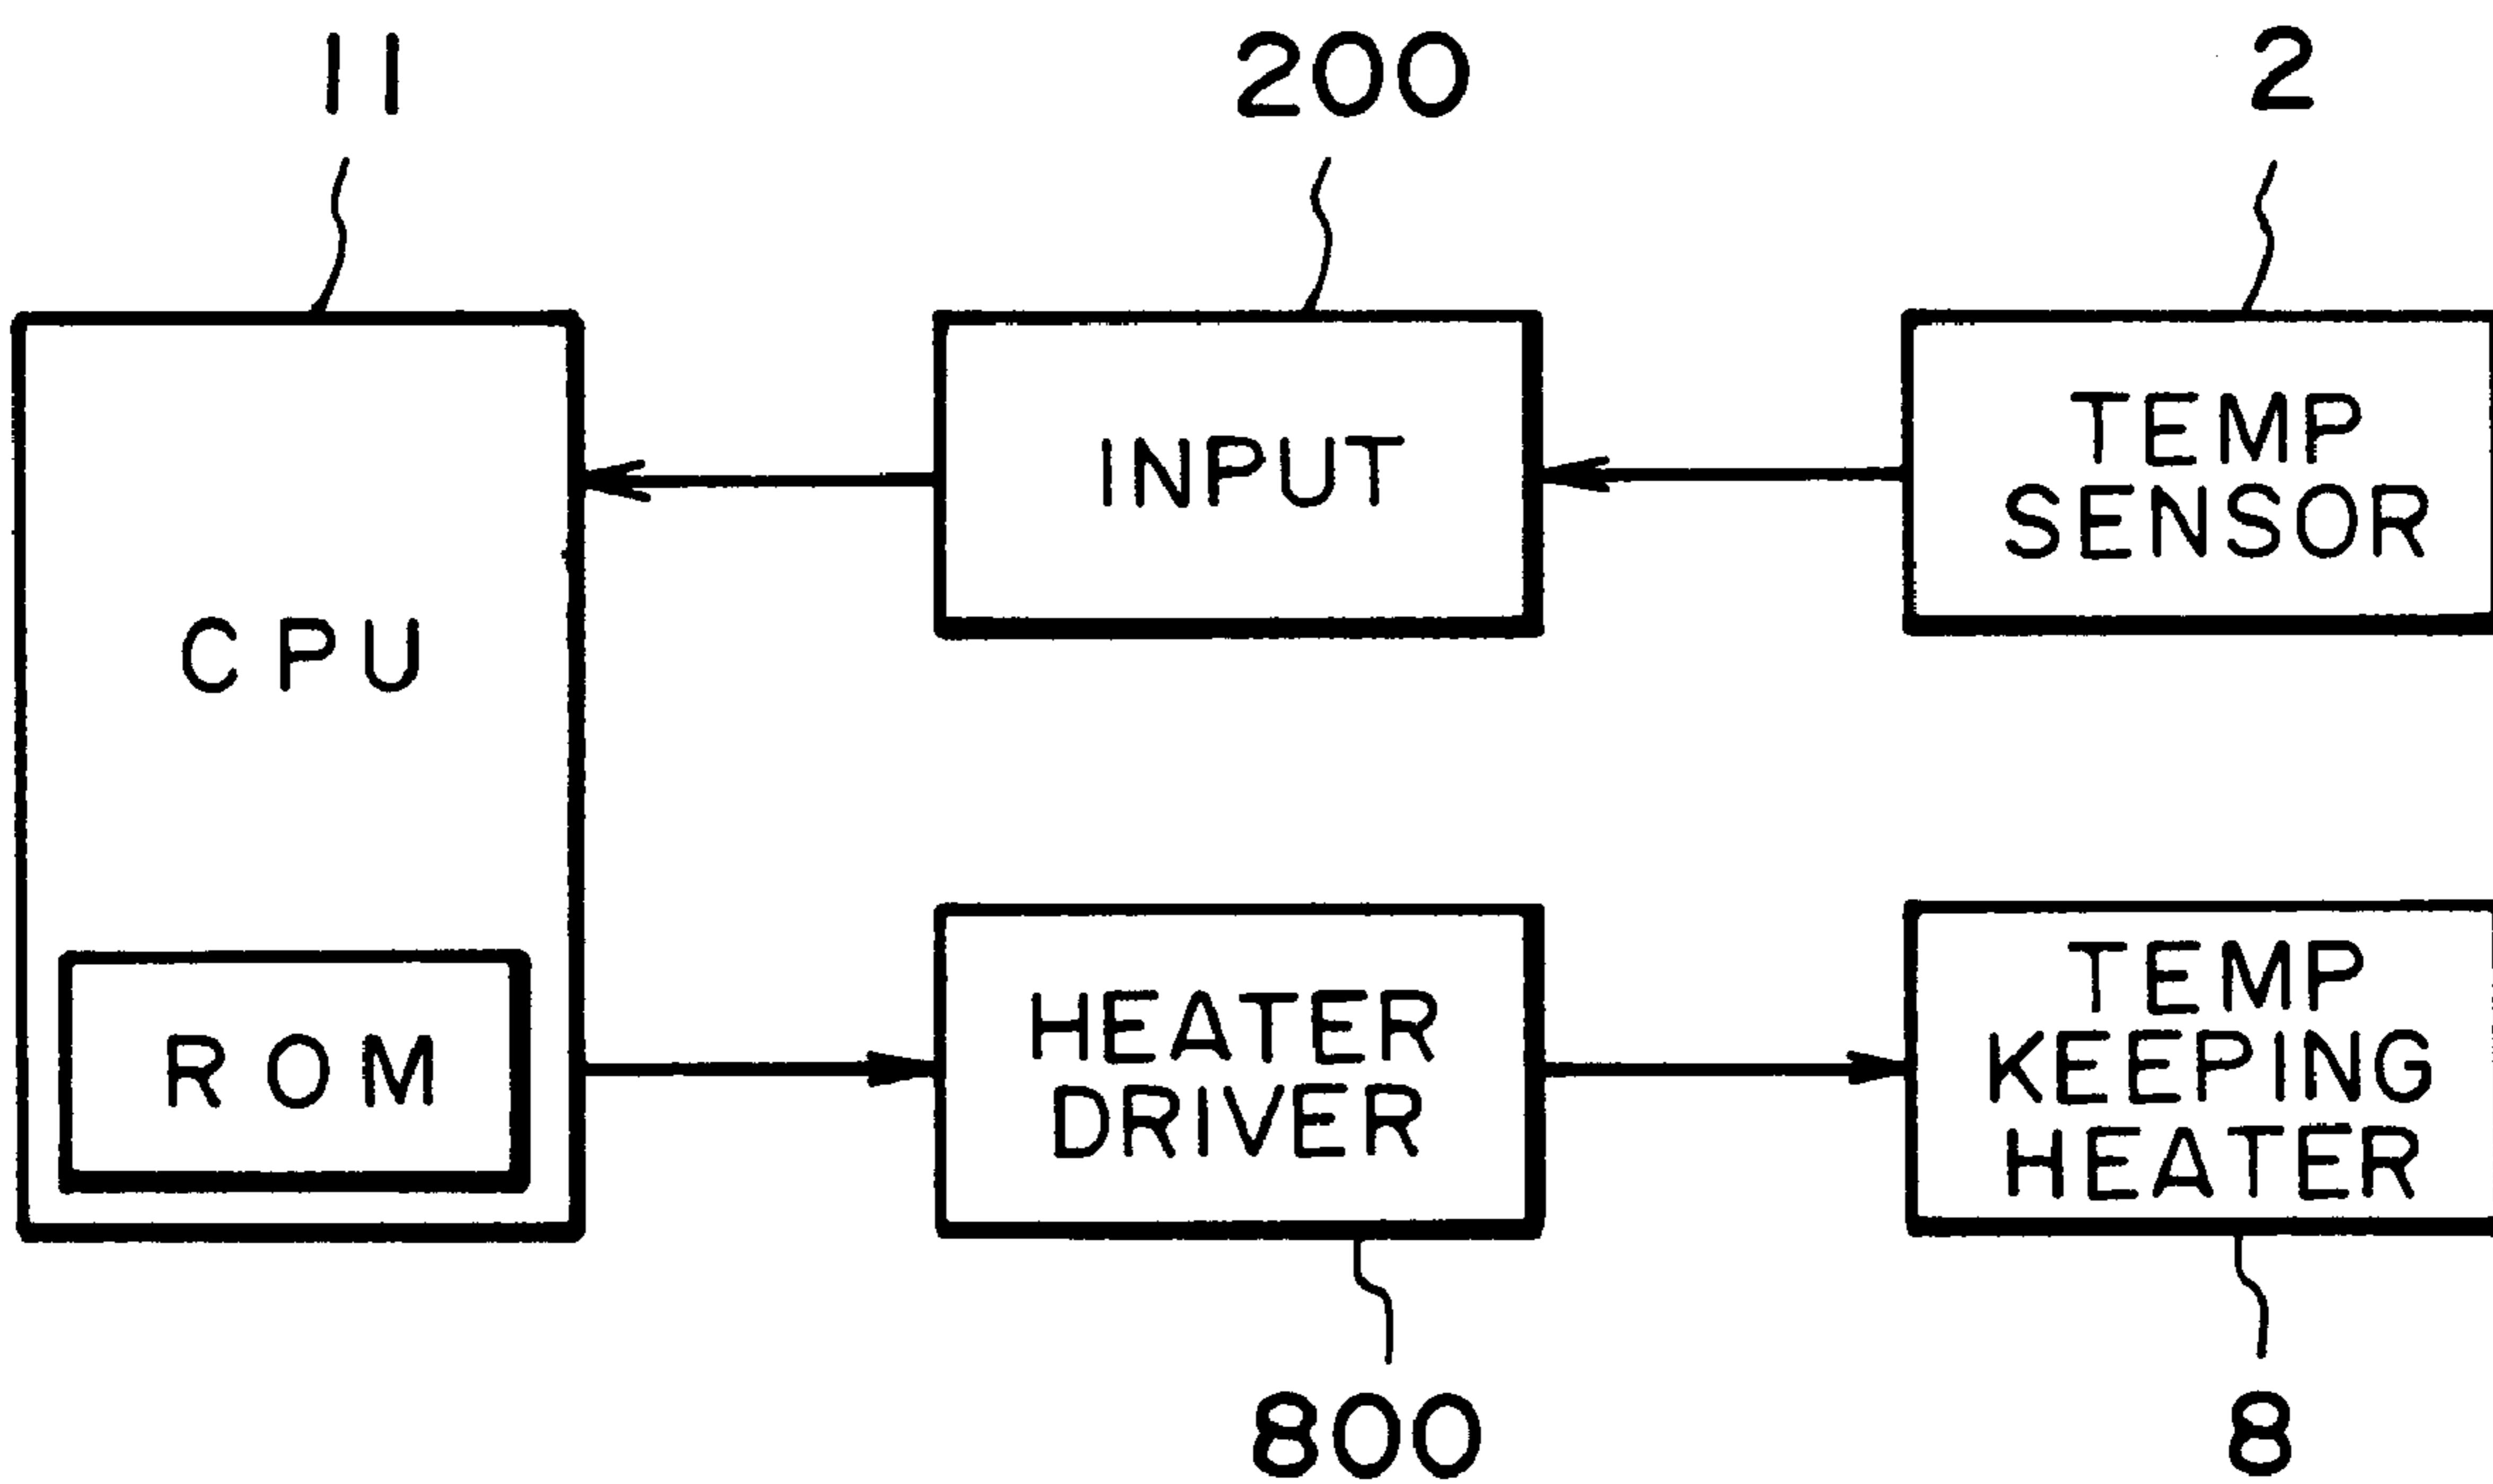 11
200
2
CPU
INPUT
TEMP
SENSOR
ROM
HEATER
DRIVER
TEMP
KEEPING
HEATER
800
8